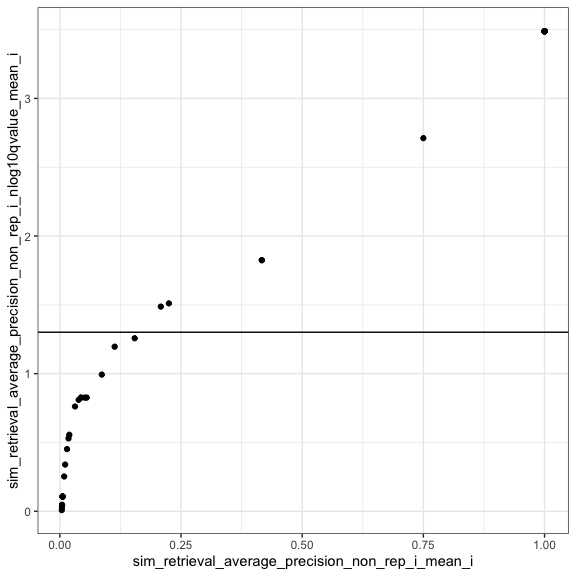 sim_retrieval_average_precision_non_rep_i_nlog10qvalue_mean_i
3
2
1
0
0.00 0.25 0.50 0.75 1.00
sim_retrieval_average_precision_non_rep_i_mean_i